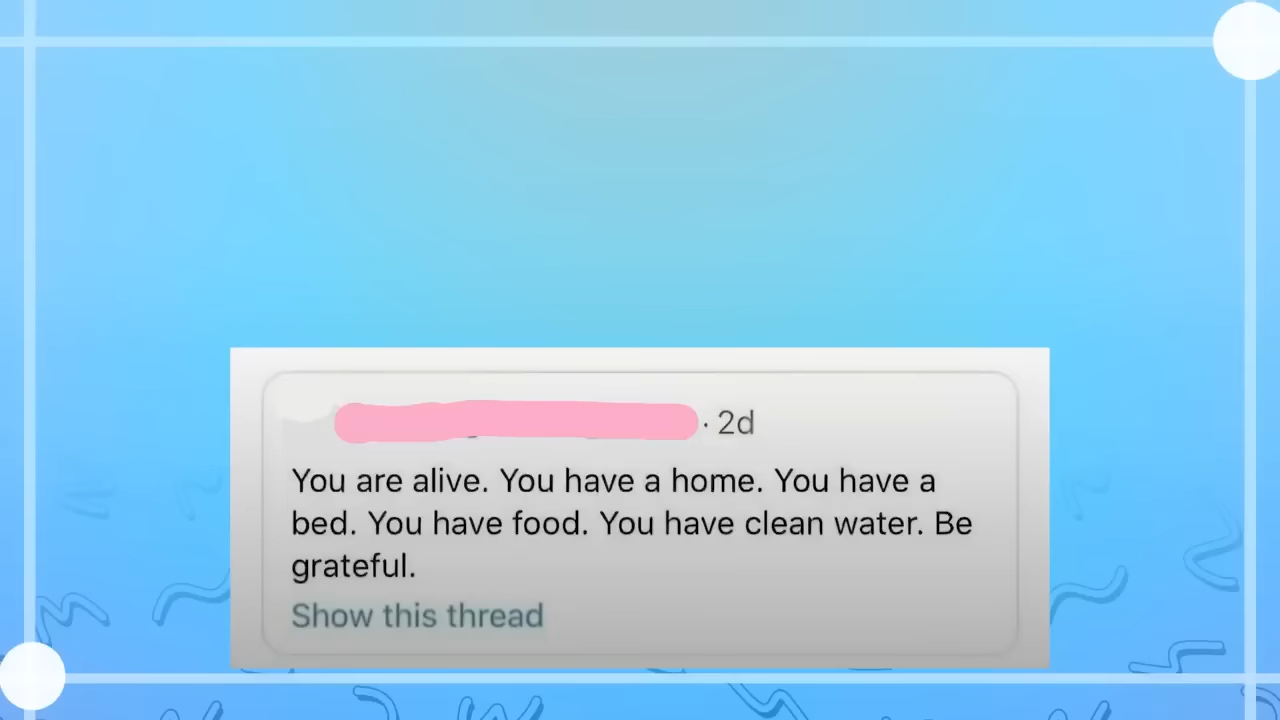 · 2d
You are alive. You have a home. You have a
bed. You have food. You have clean water. Be
grateful.
Show this thread